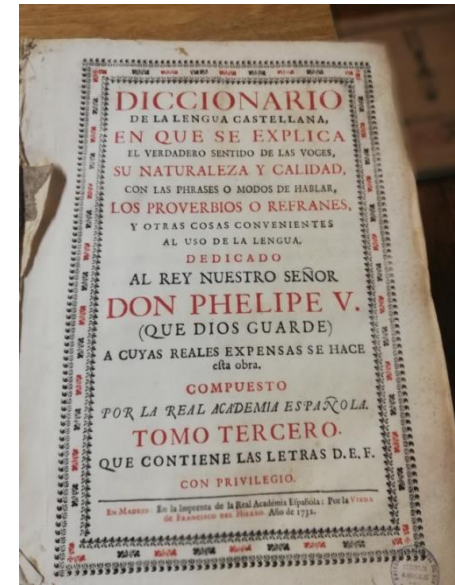 DICCIONARIO
DE LA LENGUA CASTELLANA,
EN QUE SE EXPLICA
EL VERDADERO SENTIDO DE LAS VOCES,
SU NATURALEZA Y CALIDAD,
CON LAS PHRASES O MODOS DE HABLAR,
LOS PROVERBIOS O REFRANES,
Y OTRAS COSAS CONVENIENTES
AL USO DE LA LENGUA.
DEDICADO
AL REY NUESTRO SEÑOR
DON PHELIPE V.
(QUE DIOS GUARDE)
A CUYAS REALES EXPENSAS SE HACE
esta obra.
COMPUESTO
POR LA REAL ACADEMIA ESPAÑOLA.
TOMO TERCERO.
QUE CONTIENE LAS LETRAS D.E.F.
CON PRIVILEGIO.
EN MADRID: En la Imprenta de la Real Académia Española: Por la VIUDA
DE FRANCISCO DEL HIERRO. Año de 1732.